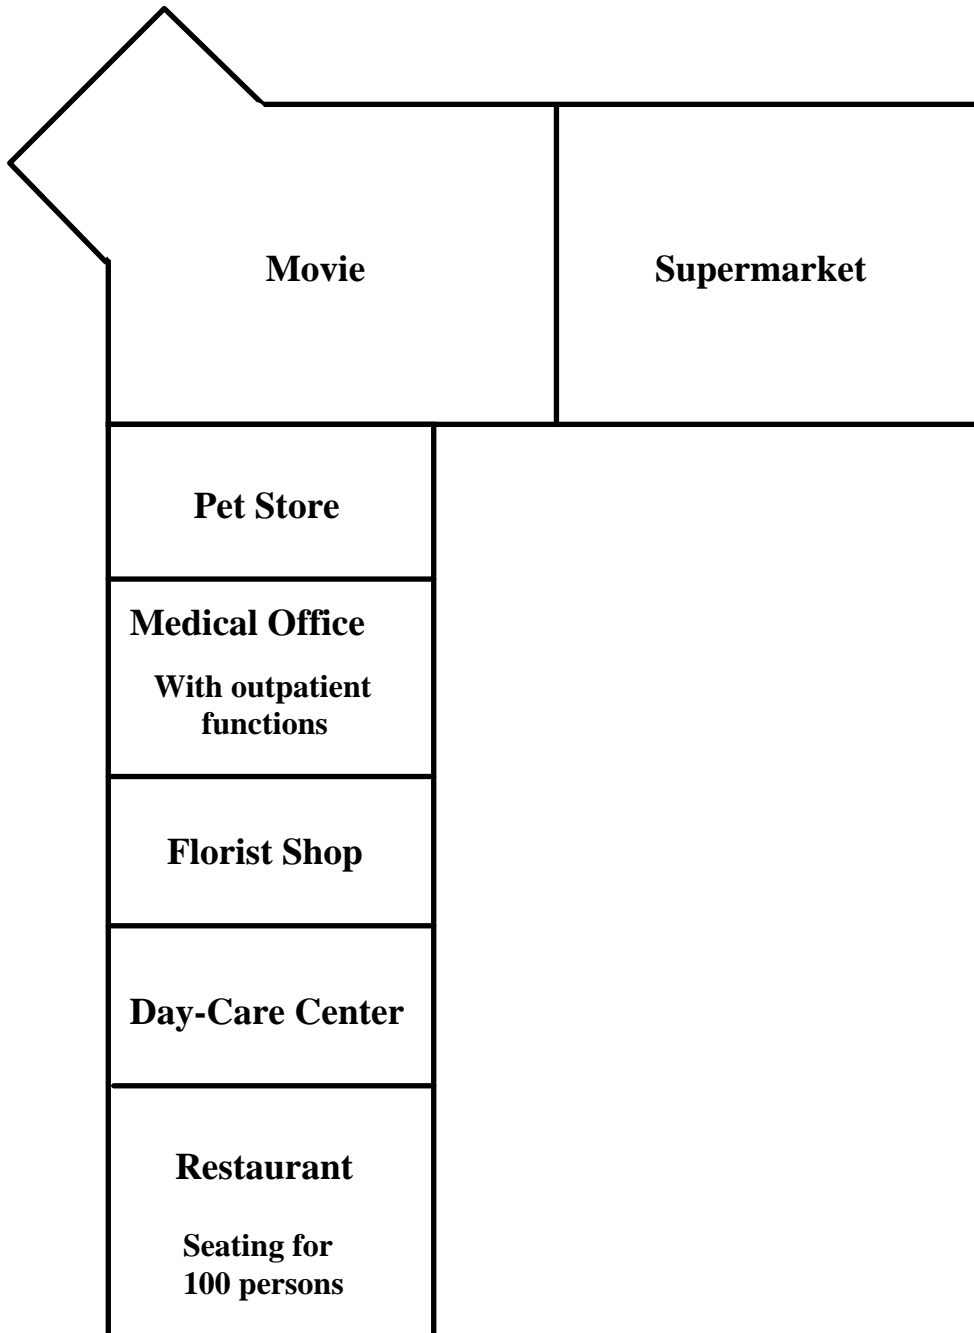 Movie
Supermarket
Pet Store
Medical Office
With outpatient
functions
Florist Shop
Day-Care Center
Restaurant
Seating for
100 persons